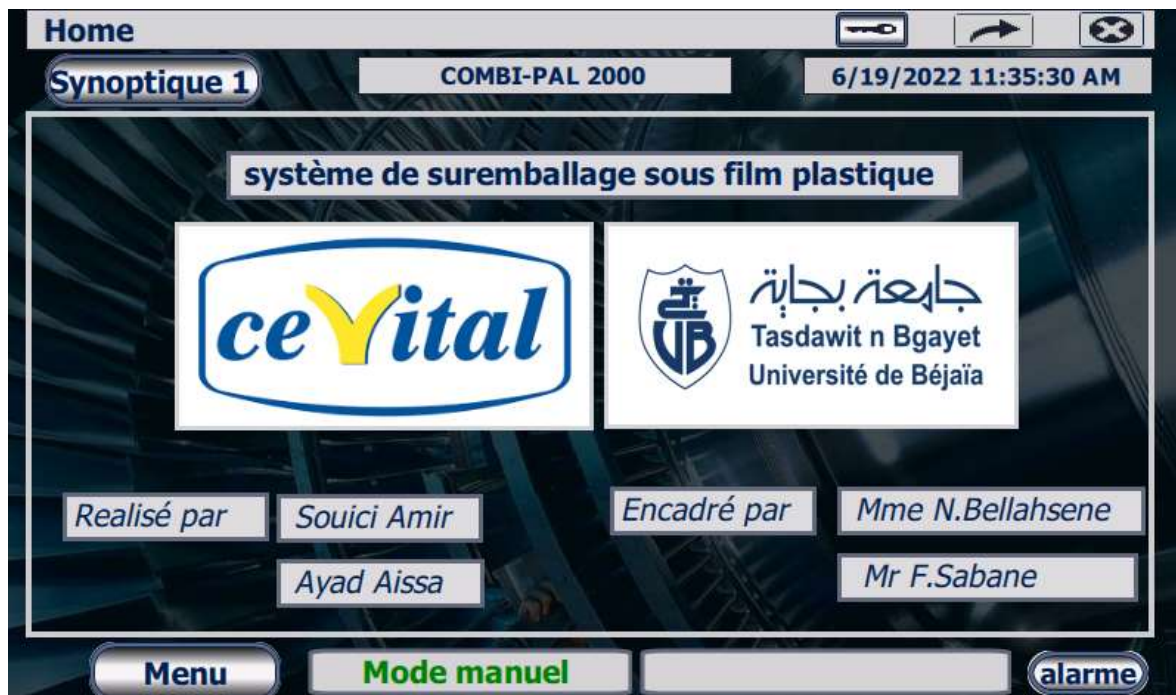 Home
Synoptique 1
COMBI-PAL 2000
6/19/2022 11:35:30 AM
système de suremballage sous film plastique
cevital
جامعة بجاية
Tasdawit n Bgayet
Université de Béjaïa
UB
Realisé par
Souici Amir
Ayad Aissa
Encadré par
Mme N.Bellahsene
Mr F.Sabane
Menu
Mode manuel
alarme